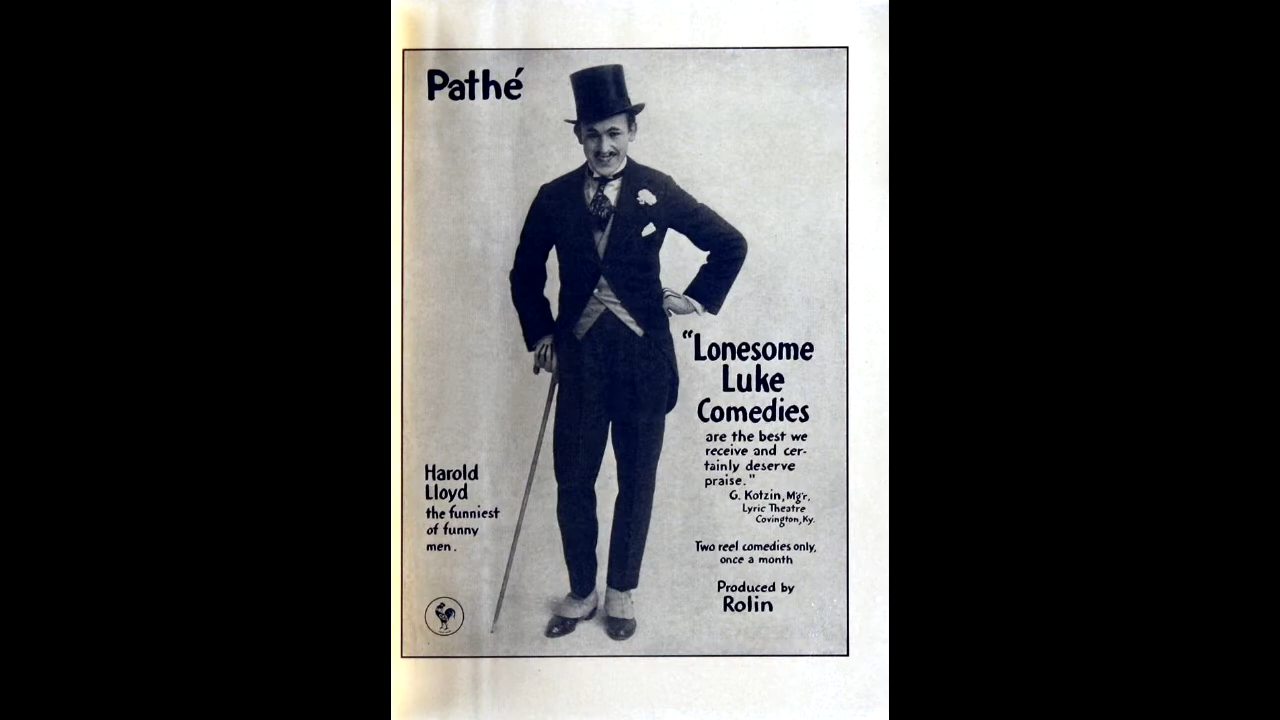 Pathé
"Lonesome
Luke
Comedies
are the best we
receive and cer-
tainly deserve
praise."
G. Kotzin, Mg'r,
Lyric Theatre
Covington, Ky.
Harold
Lloyd
the funniest
of funny
men.
Two reel comedies only,
once a month
Produced by
Rolin